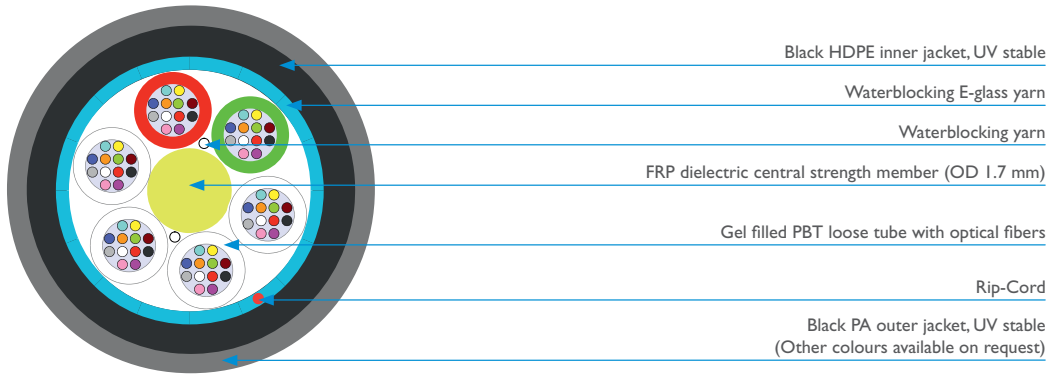 Black HDPE inner jacket, UV stable
Waterblocking E-glass yarn
Waterblocking yarn
FRP dielectric central strength member (OD 1.7 mm)
Gel filled PBT loose tube with optical fibers
Rip-Cord
Black PA outer jacket, UV stable
(Other colours available on request)